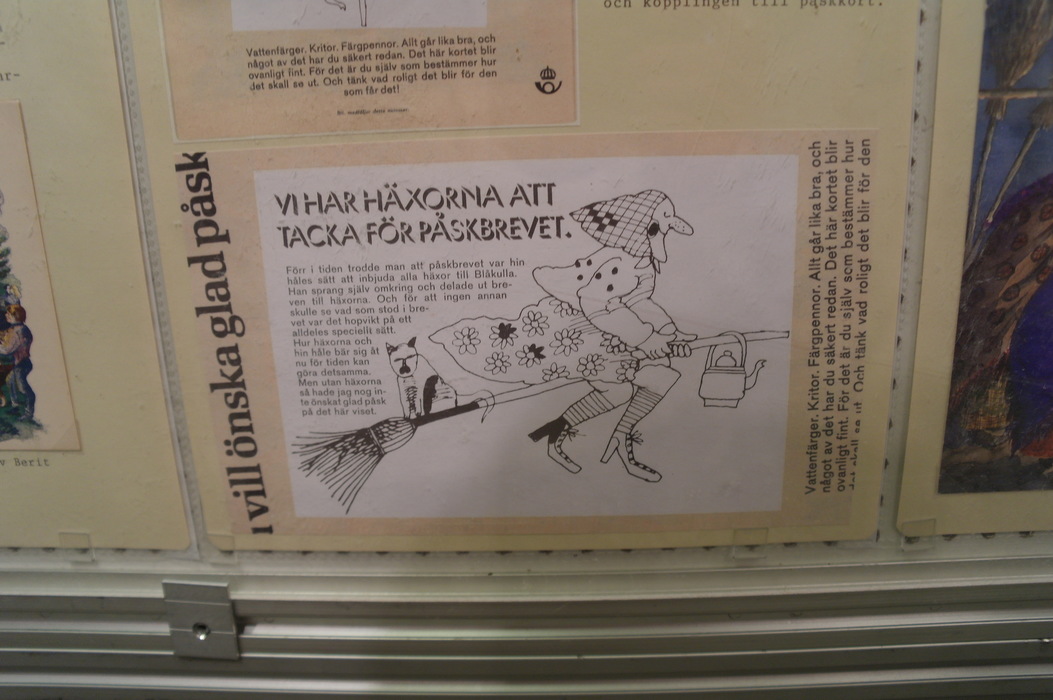 och kopplingen till påskkort.
Vattenfärger. Kritor. Färgpennor. Allt går lika bra, och
något av det har du säkert redan. Det här kortet blir
ovanligt fint. För det är du själv som bestämmer hur
det skall se ut. Och tänk vad roligt det blir för den
som får det!
VI HAR HÄXORNA ATT
TACKA FÖR PÅSKBREVET.
Förr i tiden trodde man att påskbrevet var hin
håles sätt att inbjuda alla häxor till Blåkulla.
Han sprang själv omkring och delade ut bre-
ven till häxorna. Och för att ingen annan
skulle se vad som stod i bre-
vet var det hopvikt på ett
alldeles speciellt sätt.
Hur häxorna och
hin håle bär sig åt
nu för tiden kan
göra detsamma.
Men utan häxorna
så hade jag nog in-
te önskat glad påsk
på det här viset.
i vill önska glad påsk
Vattenfärger. Kritor. Färgpennor. Allt går lika bra, och
något av det har du säkert redan. Det här kortet blir
ovanligt fint. För det är du själv som bestämmer hur
det skall se ut. Och tänk vad roligt det blir för den
v Berit